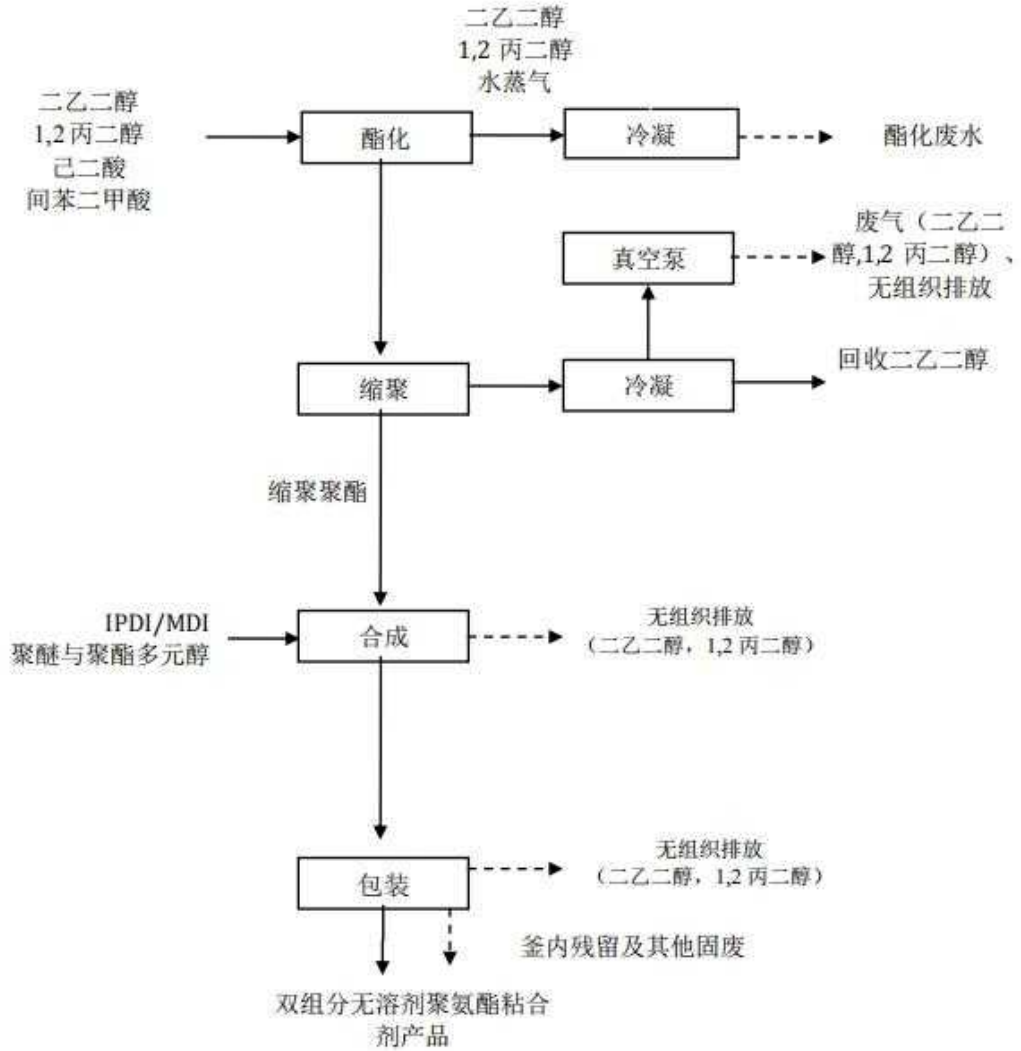 二乙二醇
1,2 丙二醇
水蒸气
二乙二醇
1,2 丙二醇
己二酸
间苯二甲酸
酯化
冷凝
酯化废水
真空泵
废气（二乙二
醇,1,2 丙二醇）、
无组织排放
缩聚
冷凝
回收二乙二醇
缩聚聚酯
IPDI/MDI
聚醚与聚酯多元醇
合成
无组织排放
（二乙二醇，1,2 丙二醇）
包装
无组织排放
（二乙二醇，1,2 丙二醇）
釜内残留及其他固废
双组分无溶剂聚氨酯粘合
剂产品